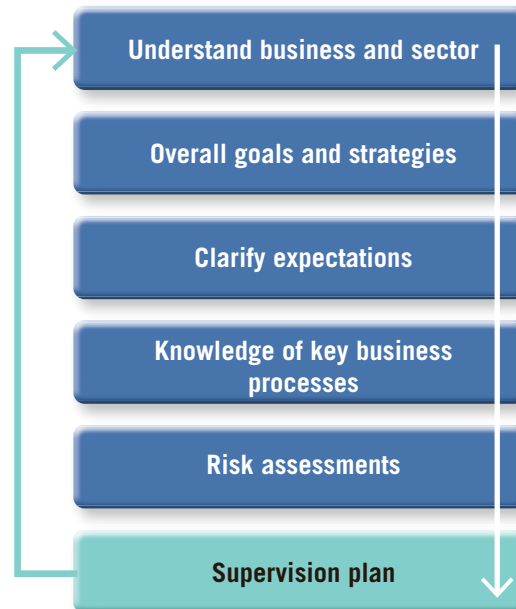 Understand business and sector
Overall goals and strategies
Clarify expectations
Knowledge of key business
processes
Risk assessments
Supervision plan